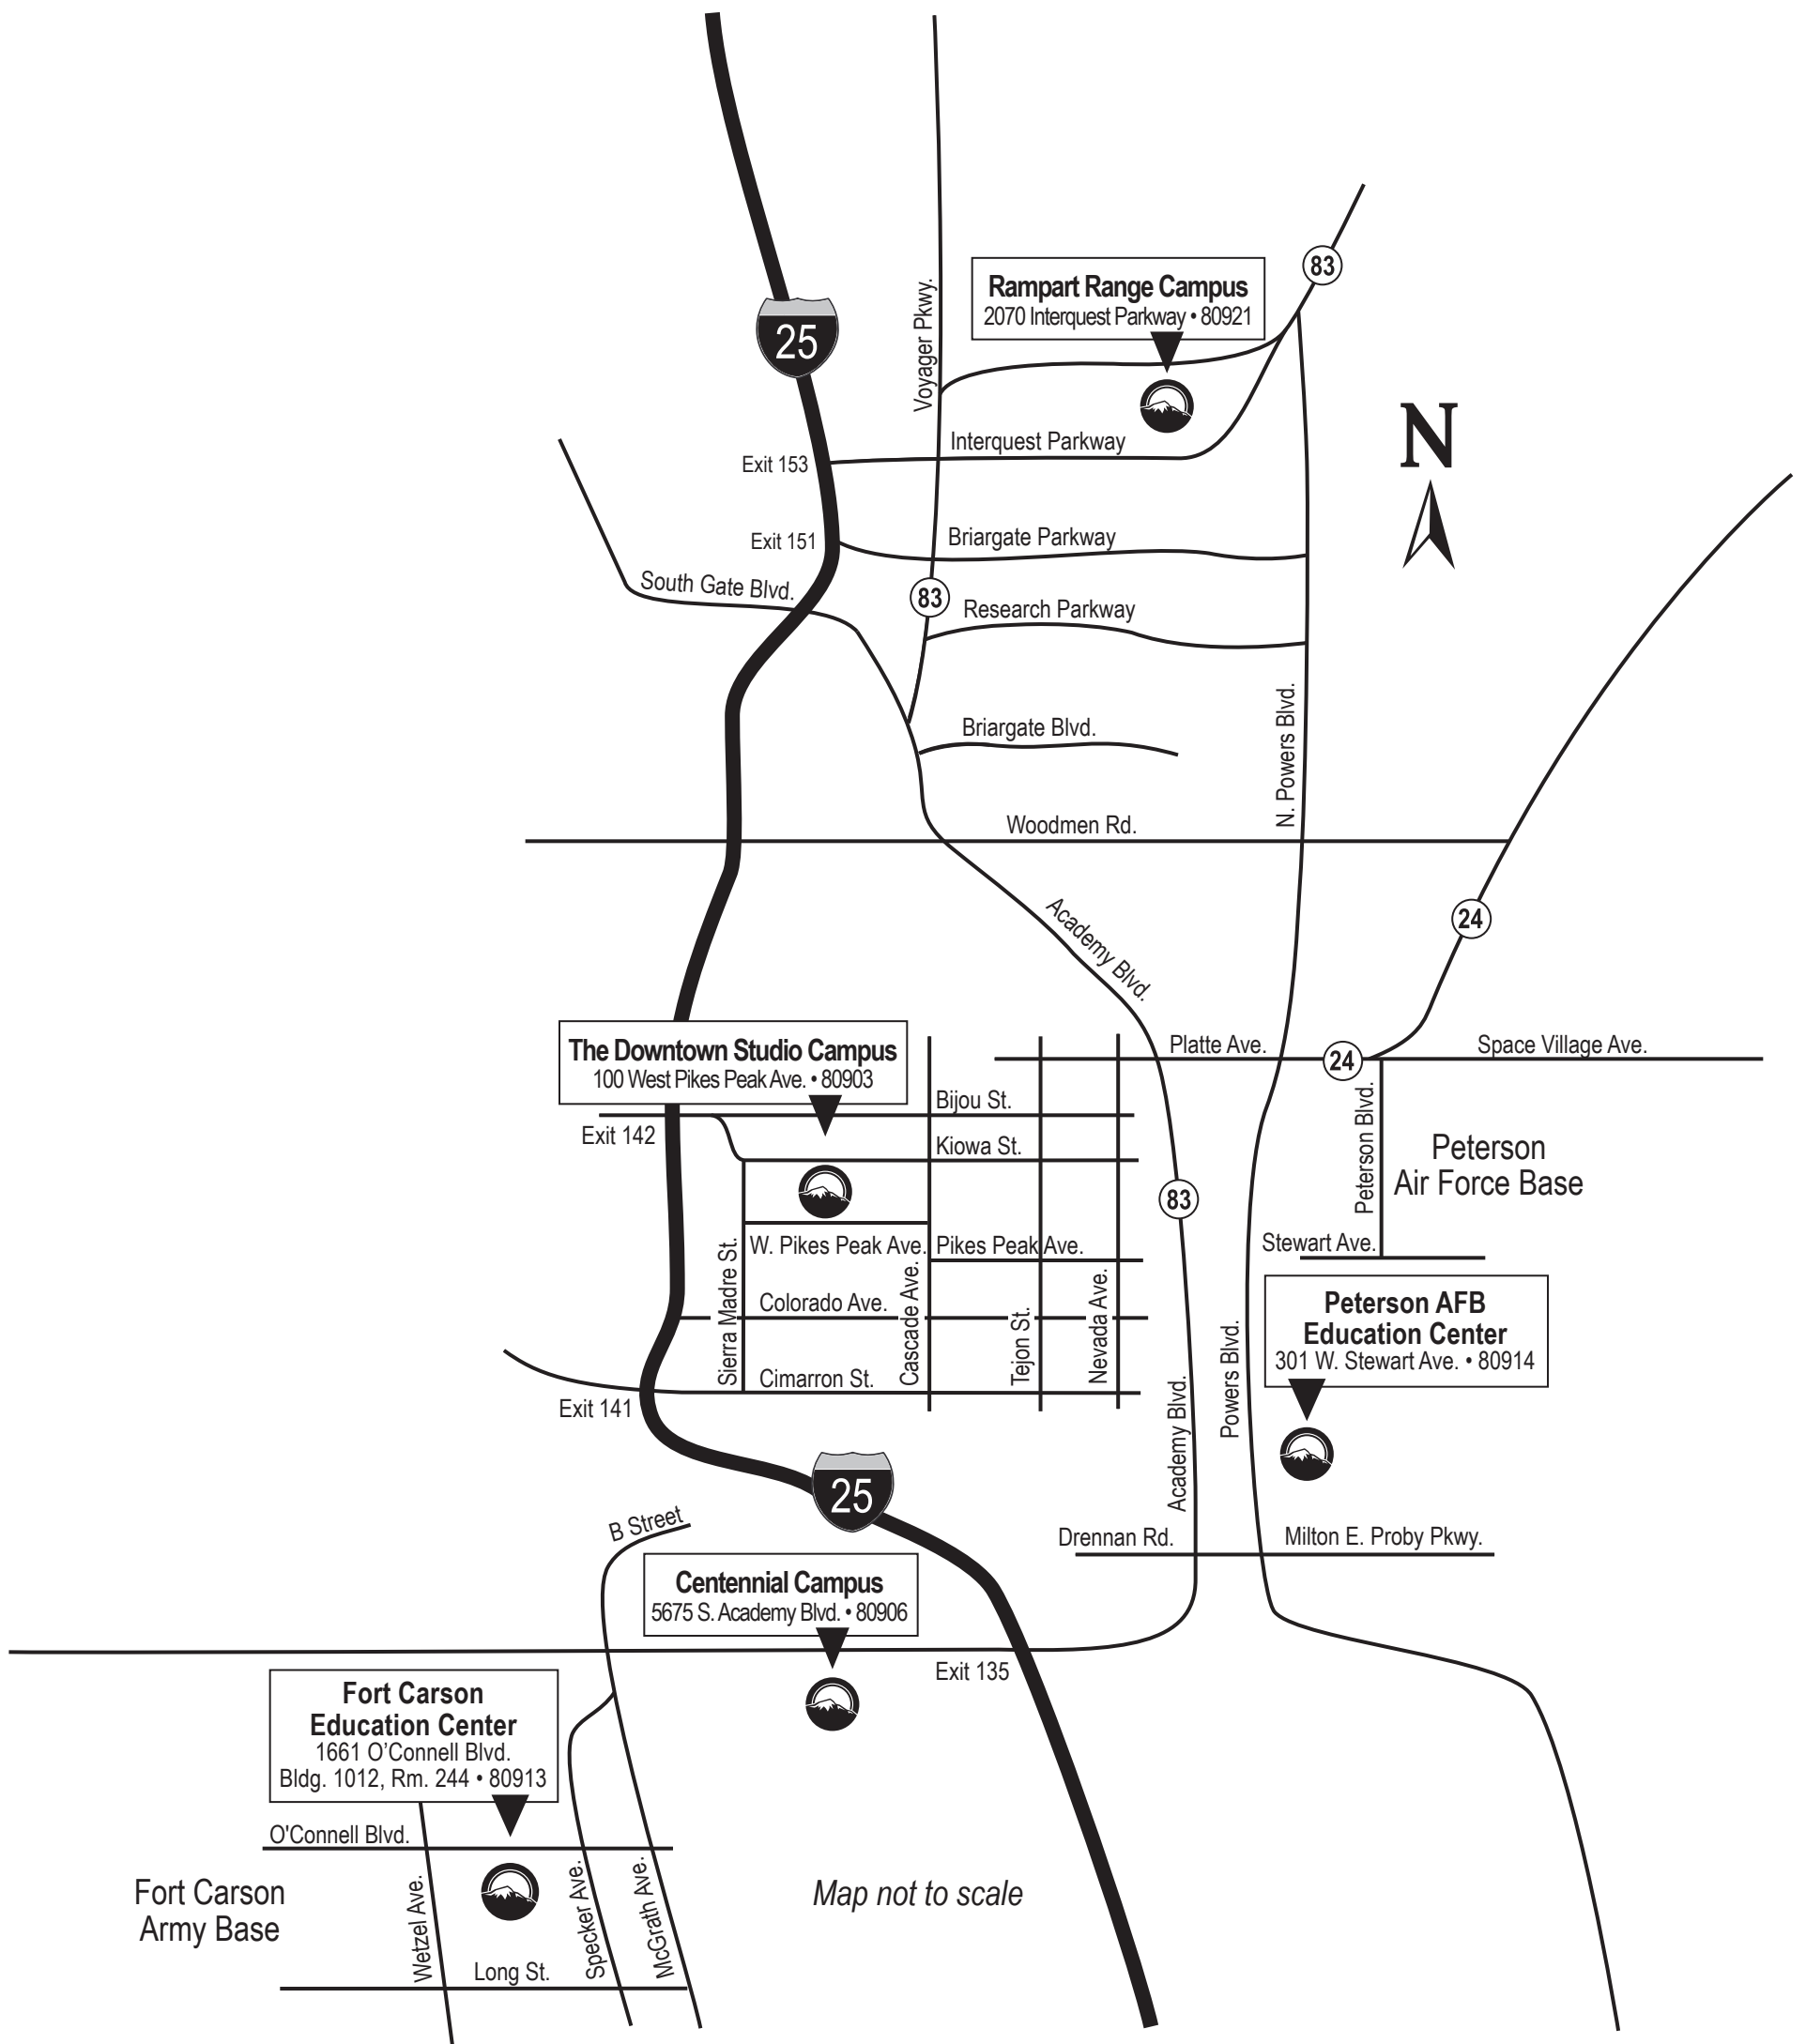 83
Rampart Range Campus
2070 Interquest Parkway • 80921
25
Voyager Pkwy.
N
Interquest Parkway
Exit 153
Briargate Parkway
Exit 151
South Gate Blvd.
83
Research Parkway
N. Powers Blvd.
Briargate Blvd.
Woodmen Rd.
Academy Blvd.
24
The Downtown Studio Campus
100 West Pikes Peak Ave. • 80903
Platte Ave.
24
Space Village Ave.
Bijou St.
Exit 142
Kiowa St.
Peterson Blvd.
Peterson
Air Force Base
83
W. Pikes Peak Ave.
Pikes Peak Ave.
Stewart Ave.
Sierra Madre St.
Colorado Ave.
Cascade Ave.
Tejon St.
Nevada Ave.
Peterson AFB
Education Center
301 W. Stewart Ave. • 80914
Powers Blvd.
Cimarron St.
Exit 141
Academy Blvd.
25
B Street
Drennan Rd.
Milton E. Proby Pkwy.
Centennial Campus
5675 S. Academy Blvd. • 80906
Exit 135
Fort Carson
Education Center
1661 O'Connell Blvd.
Bldg. 1012, Rm. 244 • 80913
O'Connell Blvd.
Fort Carson
Army Base
Wetzel Ave.
Specker Ave.
McGrath Ave.
Map not to scale
Long St.